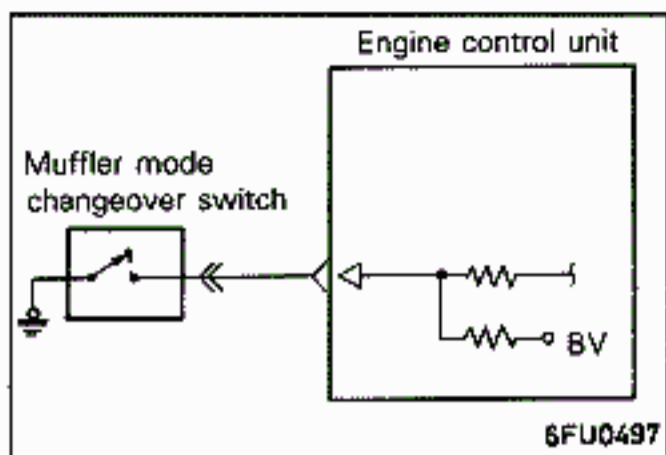 Engine control unit
Muffler mode
changeover switch
8V
6FU0497